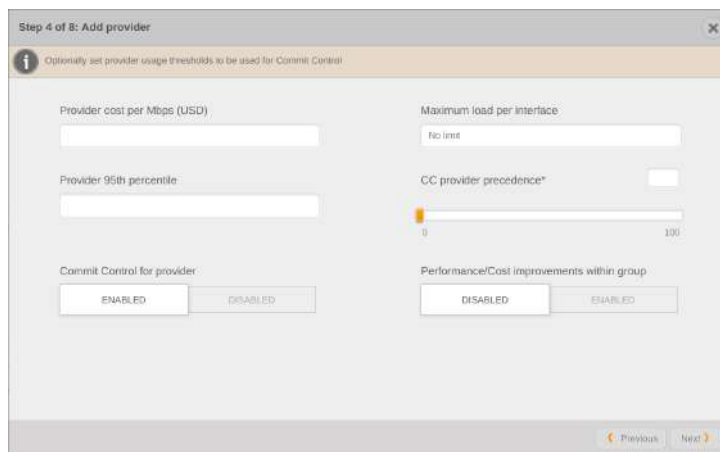 Step 4 of 8: Add provider
Optionally set provider usage thresholds to be used for Commit Control
Provider cost per Mbps (USD)
Maximum load per interface
No limit
Provider 95th percentile
CC provider precedence*
0
100
Commit Control for provider
Performance/Cost improvements within group
ENABLED
DISABLED
DISABLED
ENABLED
Previous
Next